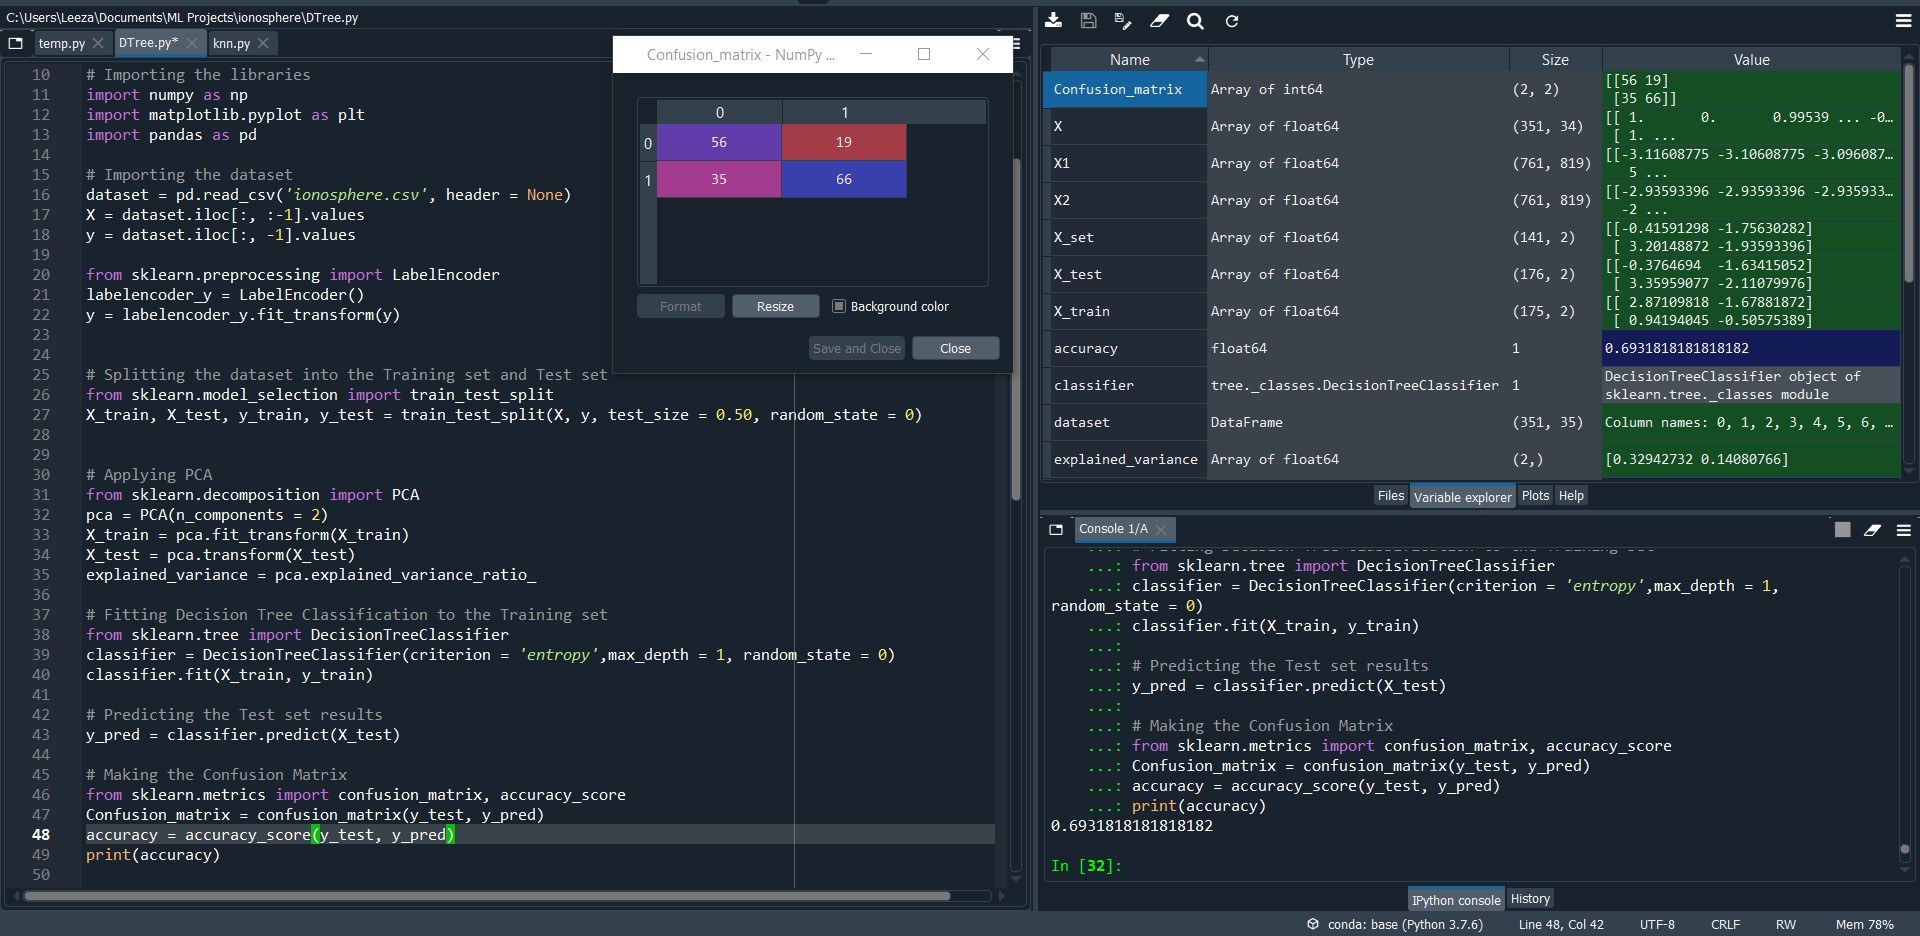 C:\Users\Leeza\Documents\ML Projects\ionosphere\DTree.py
temp.py
DTree.py*
knn.py
10 # Importing the libraries
11 import numpy as np
12 import matplotlib.pyplot as plt
13 import pandas as pd
14
15 # Importing the dataset
16 dataset = pd.read_csv('ionosphere.csv', header = None)
17 X = dataset.iloc[:, :-1].values
18 y = dataset.iloc[:, -1].values
19
20 from sklearn.preprocessing import LabelEncoder
21 labelencoder_y = LabelEncoder()
22 y = labelencoder_y.fit_transform(y)
23
24
25 # Splitting the dataset into the Training set and Test set
26 from sklearn.model_selection import train_test_split
27 X_train, X_test, y_train, y_test = train_test_split(X, y, test_size = 0.50, random_state = 0)
28
29
30 # Applying PCA
31 from sklearn.decomposition import PCA
32 pca = PCA(n_components = 2)
33 X_train = pca.fit_transform(X_train)
34 X_test = pca.transform(X_test)
35 explained_variance = pca.explained_variance_ratio_
36
37 # Fitting Decision Tree Classification to the Training set
38 from sklearn.tree import DecisionTreeClassifier
39 classifier = DecisionTreeClassifier(criterion = 'entropy',max_depth = 1, random_state = 0)
40 classifier.fit(X_train, y_train)
41
42 # Predicting the Test set results
43 y_pred = classifier.predict(X_test)
44
45 # Making the Confusion Matrix
46 from sklearn.metrics import confusion_matrix, accuracy_score
47 Confusion_matrix = confusion_matrix(y_test, y_pred)
48 accuracy = accuracy_score(y_test, y_pred)
49 print(accuracy)
50
Confusion_matrix - NumPy ...
0 1
0 56 19
1 35 66
Format Resize Background color
Save and Close Close
Name Type Size Value
Confusion_matrix Array of int64 (2, 2) [[56 19]
[35 66]]
X Array of float64 (351, 34) [[ 1. 0. 0.99539 ... -0...
[ 1. ...
X1 Array of float64 (761, 819) [[-3.11608775 -3.10608775 -3.096087...
5 ...
X2 Array of float64 (761, 819) [[-2.93593396 -2.93593396 -2.935933...
-2 ...
X_set Array of float64 (141, 2) [[-0.41591298 -1.75630282]
[ 3.20148872 -1.93593396]
X_test Array of float64 (176, 2) [[-0.3764694 -1.63415052]
[ 3.35959077 -2.11079976]
X_train Array of float64 (175, 2) [[ 2.87109818 -1.67881872]
[ 0.94194045 -0.50575389]
accuracy float64 1 0.6931818181818182
classifier tree._classes.DecisionTreeClassifier 1 DecisionTreeClassifier object of
sklearn.tree._classes module
dataset DataFrame (351, 35) Column names: 0, 1, 2, 3, 4, 5, 6, ...
explained_variance Array of float64 (2,) [0.32942732 0.14080766]
Files Variable explorer Plots Help
Console 1/A
...: # Fitting Decision Tree Classification to the Training set
...: from sklearn.tree import DecisionTreeClassifier
...: classifier = DecisionTreeClassifier(criterion = 'entropy',max_depth = 1,
random_state = 0)
...: classifier.fit(X_train, y_train)
...:
...: # Predicting the Test set results
...: y_pred = classifier.predict(X_test)
...:
...: # Making the Confusion Matrix
...: from sklearn.metrics import confusion_matrix, accuracy_score
...: Confusion_matrix = confusion_matrix(y_test, y_pred)
...: accuracy = accuracy_score(y_test, y_pred)
...: print(accuracy)
0.6931818181818182
In [32]:
IPython console History
conda: base (Python 3.7.6) Line 48, Col 42 UTF-8 CRLF RW Mem 78%